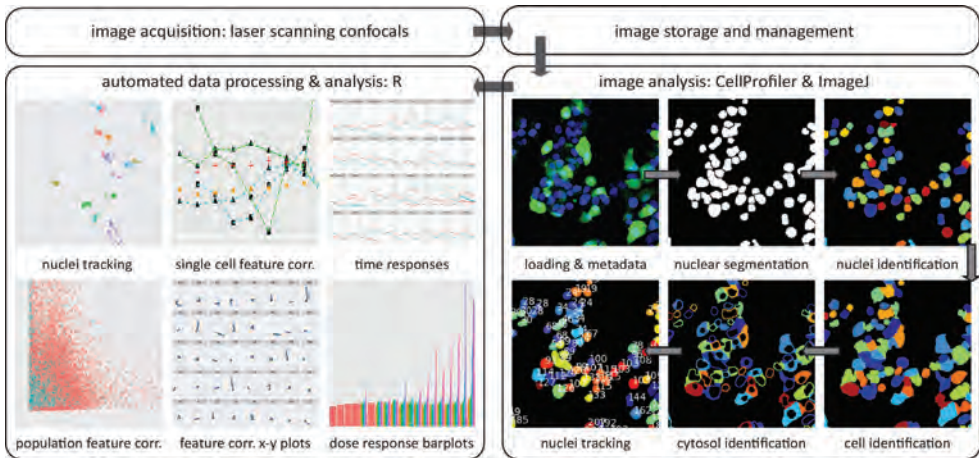 image acquisition: laser scanning confocals
image storage and management
automated data processing & analysis: R
nuclei tracking
single cell feature corr.
time responses
population feature corr.
feature corr. x-y plots
dose response barplots
image analysis: CellProfiler & ImageJ
loading & metadata
nuclear segmentation
nuclei identification
nuclei tracking
cytosol identification
cell identification